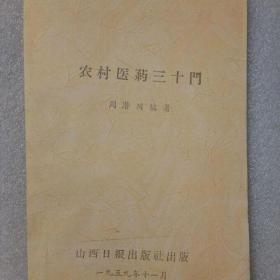 农村医药三十門
周潜川編著
山西日报出版社出版
一九五九年十一月